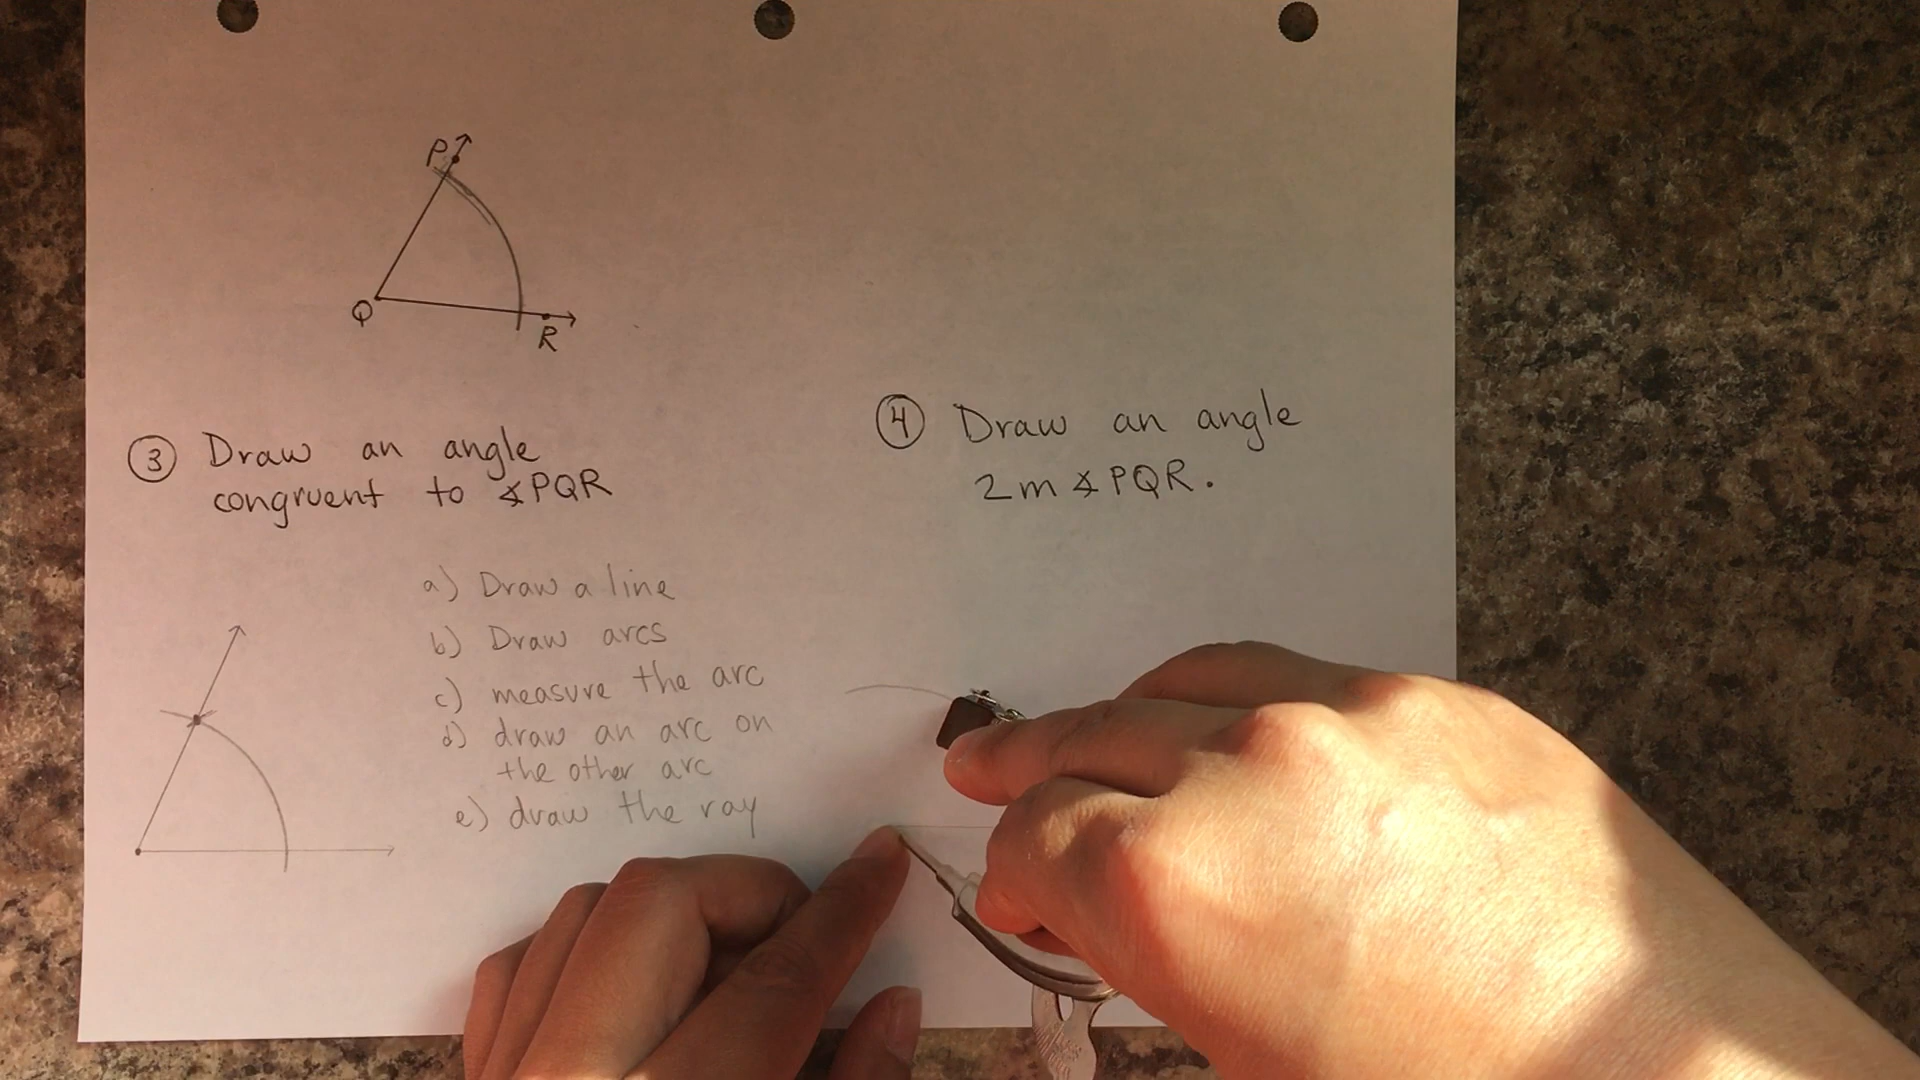 P
Q
R
③ Draw an angle
congruent to ∡PQR
a) Draw a line
b) Draw arcs
c) measure the arc
d) draw an arc on
the other arc
e) draw the ray
④ Draw an angle
2m∡PQR.